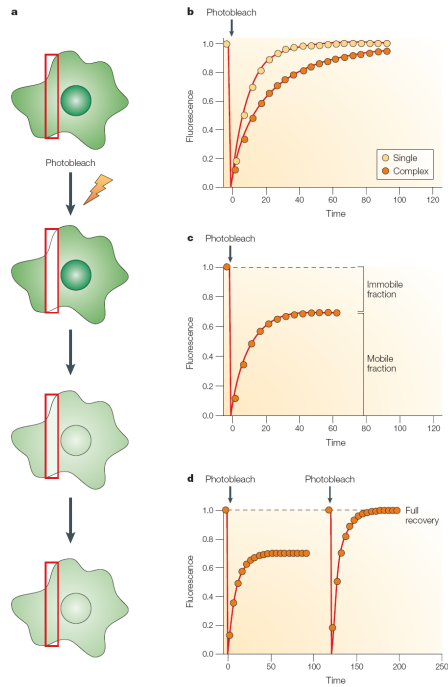 a
Photobleach
b
Photobleach
Fluorescence
1.0
0.8
0.6
0.4
0.2
0.0
Single
Complex
0
20
40
60
80
100
120
Time
c
Photobleach
Fluorescence
1.0
0.8
0.6
0.4
0.2
0.0
Immobile
fraction
Mobile
fraction
0
20
40
60
80
100
120
Time
d
Photobleach
Photobleach
Fluorescence
1.0
0.8
0.6
0.4
0.2
0.0
Full
recovery
0
50
100
150
200
250
Time